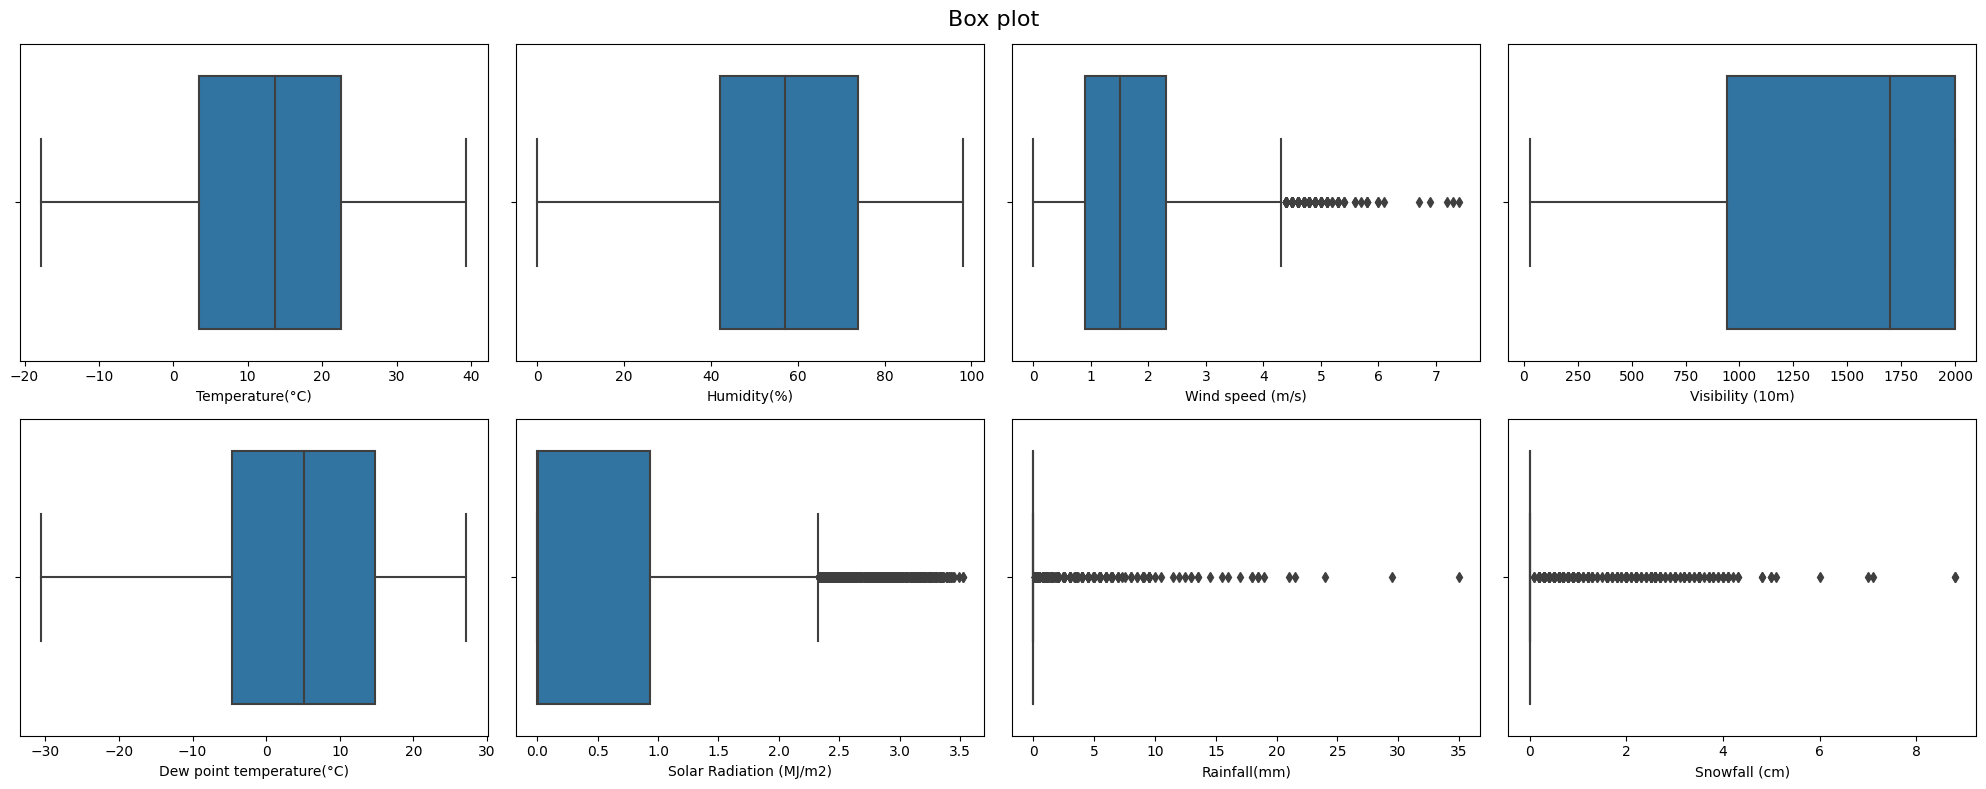 Box plot
−20 −10 0 10 20 30 40
Temperature(°C)
0 20 40 60 80 100
Humidity(%)
0 1 2 3 4 5 6 7
Wind speed (m/s)
0 250 500 750 1000 1250 1500 1750 2000
Visibility (10m)
−30 −20 −10 0 10 20 30
Dew point temperature(°C)
0.0 0.5 1.0 1.5 2.0 2.5 3.0 3.5
Solar Radiation (MJ/m2)
0 5 10 15 20 25 30 35
Rainfall(mm)
0 2 4 6 8
Snowfall (cm)